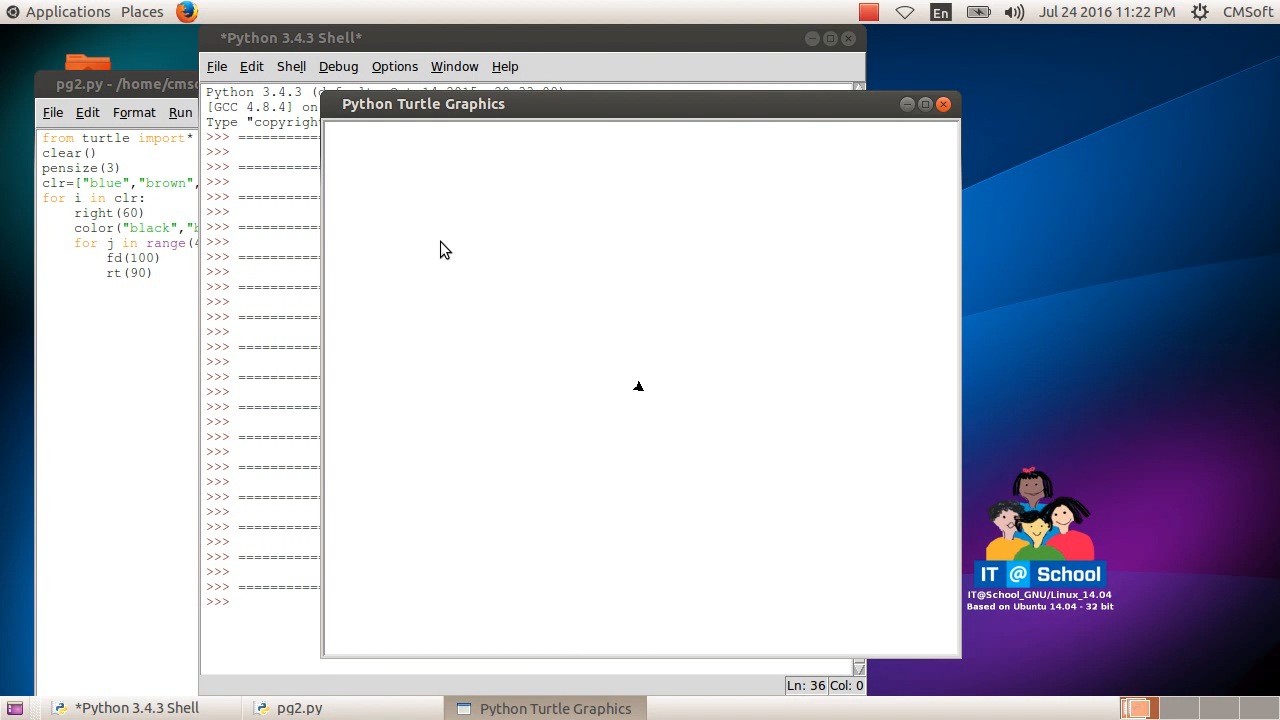 Applications Places
En Jul 24 2016 11:22 PM CMSoft
*Python 3.4.3 Shell*
File Edit Shell Debug Options Window Help
Python 3.4.3 (
[GCC 4.8.4] on
Type "copyright
>>> ===========
>>>
>>> ===========
>>>
>>> ===========
>>>
>>> ===========
>>>
>>> ===========
>>>
>>> ===========
>>>
>>> ===========
>>>
>>> ===========
>>>
>>> ===========
>>>
>>> ===========
>>>
>>> ===========
>>>
>>> ===========
>>>
>>> ===========
>>>
>>> ===========
>>>
>>> ===========
>>>
>>> ===========
>>>
Ln: 36 Col: 0
pg2.py - /home/cmso
File Edit Format Run
from turtle import*
clear()
pensize(3)
clr=["blue","brown",
for i in clr:
right(60)
color("black","b
for j in range(4
fd(100)
rt(90)
Python Turtle Graphics
IT @ School
IT@School_GNU/Linux_14.04
Based on Ubuntu 14.04 - 32 bit
*Python 3.4.3 Shell
pg2.py
Python Turtle Graphics